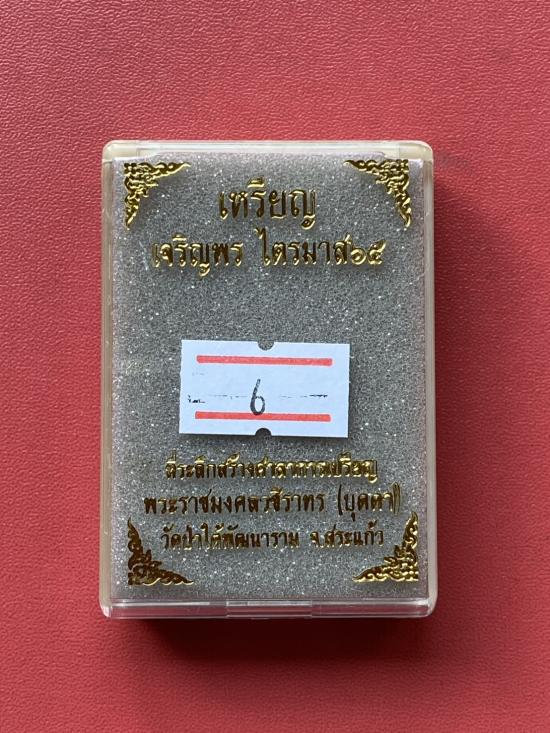 เหรียญ
เจริญพร ไตรมาส๖๕
6
ที่ระลึกสร้างศาลาการเปรียญ
พระราชมงคลวชิราทร (บุดดา)
วัดป่าใต้พัฒนาราม จ.สระแก้ว